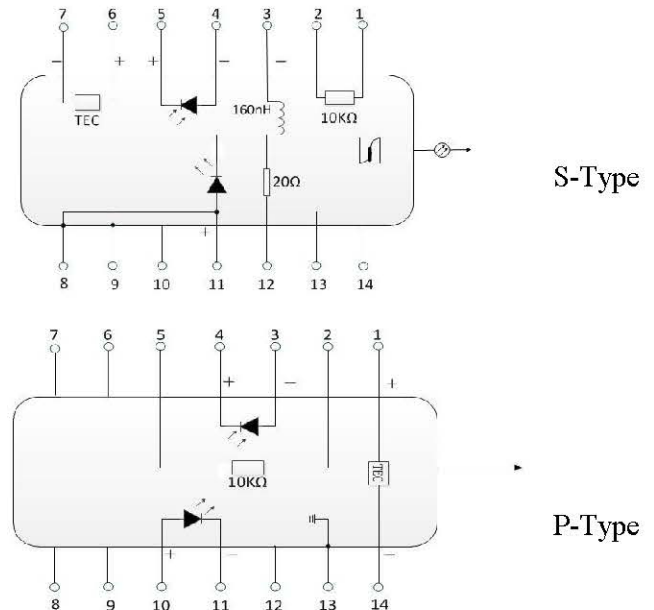 7 6 5 4 3 2 1
− + + − −
TEC
160nH
10KΩ
20Ω
S-Type
+
8 9 10 11 12 13 14
7 6 5 4 3 2 1
+ − +
10KΩ
TEC
P-Type
+ − −
8 9 10 11 12 13 14